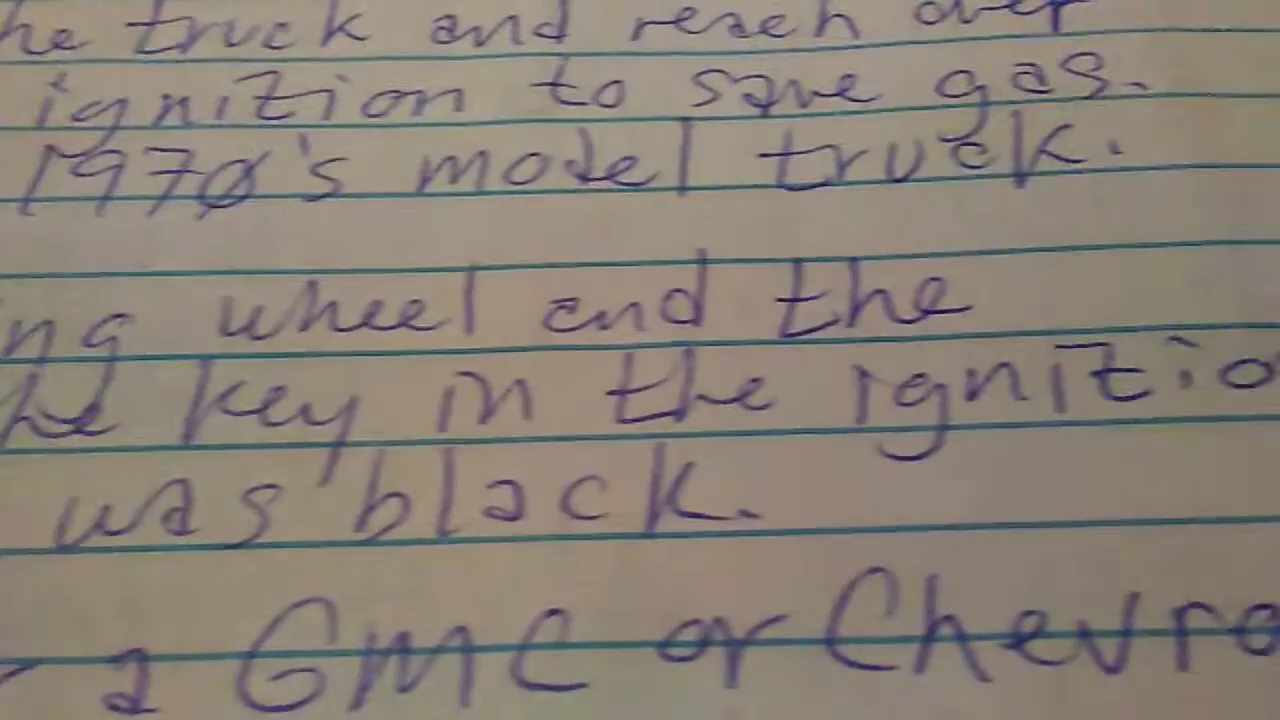 he truck and reach over
ignition to save gas.
1970's model truck.
ng wheel and the
he key in the ignitio
was black.
a GMC or Chevro